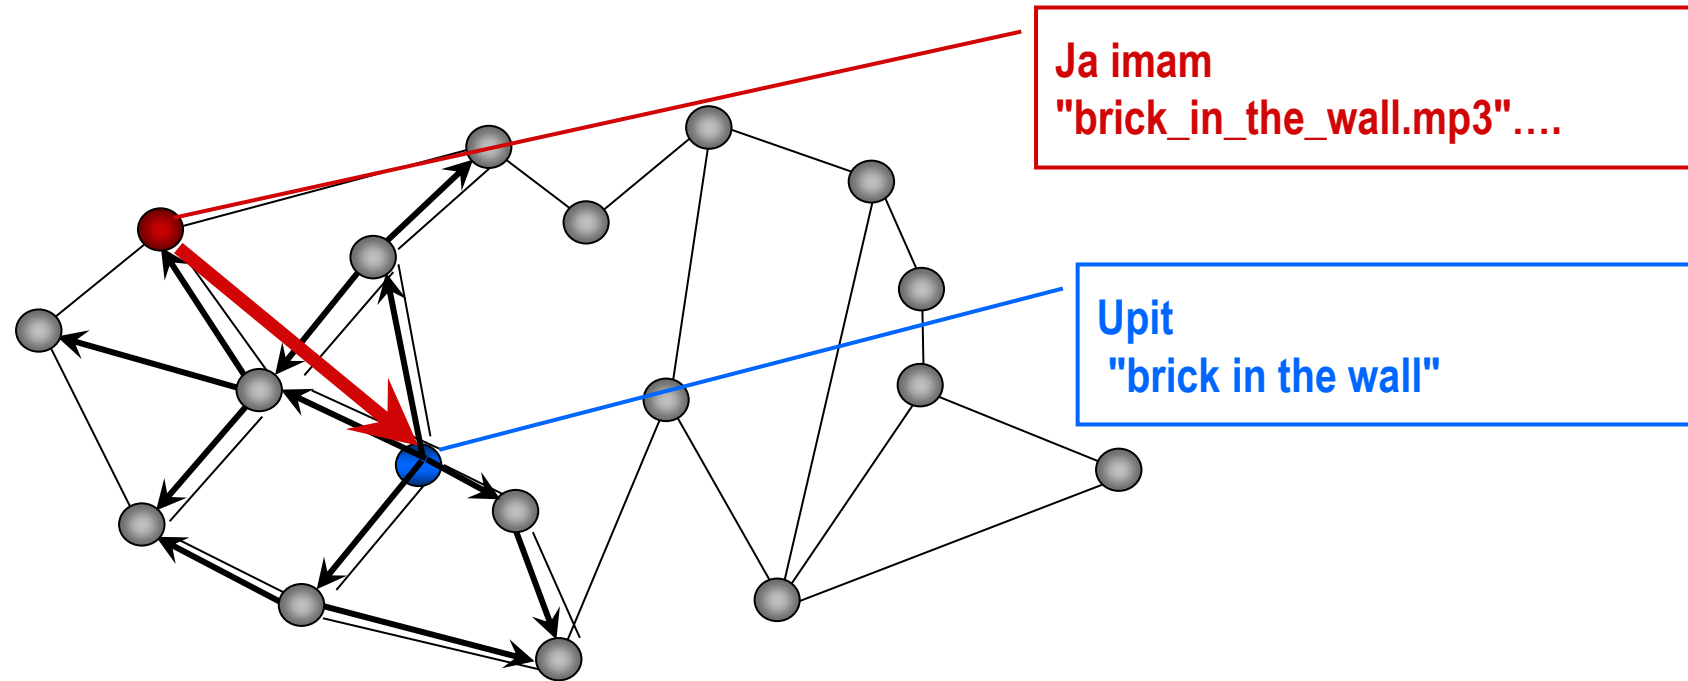 Ja imam
"brick_in_the_wall.mp3"....
Upit
"brick in the wall"